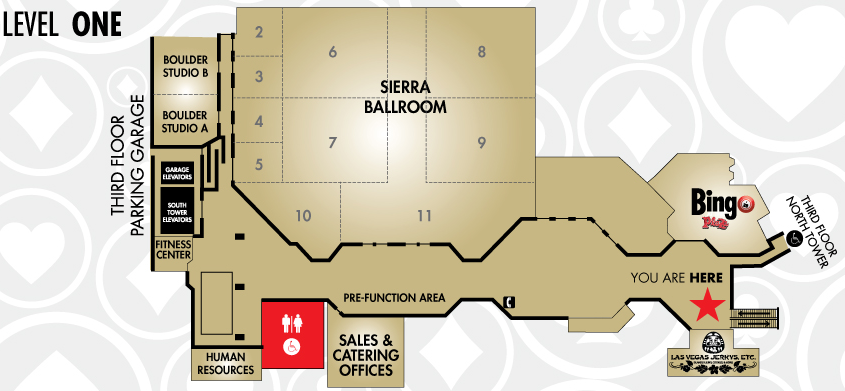 LEVEL ONE
BOULDER
STUDIO B
BOULDER
STUDIO A
THIRD FLOOR
PARKING GARAGE
GARAGE
ELEVATORS
SOUTH
TOWER
ELEVATORS
FITNESS
CENTER
2
3
4
5
6
7
8
9
10
11
SIERRA
BALLROOM
Bingo
THIRD FLOOR
NORTH TOWER
YOU ARE HERE
PRE-FUNCTION AREA
HUMAN
RESOURCES
SALES &
CATERING
OFFICES
LAS VEGAS JERKYS, ETC.